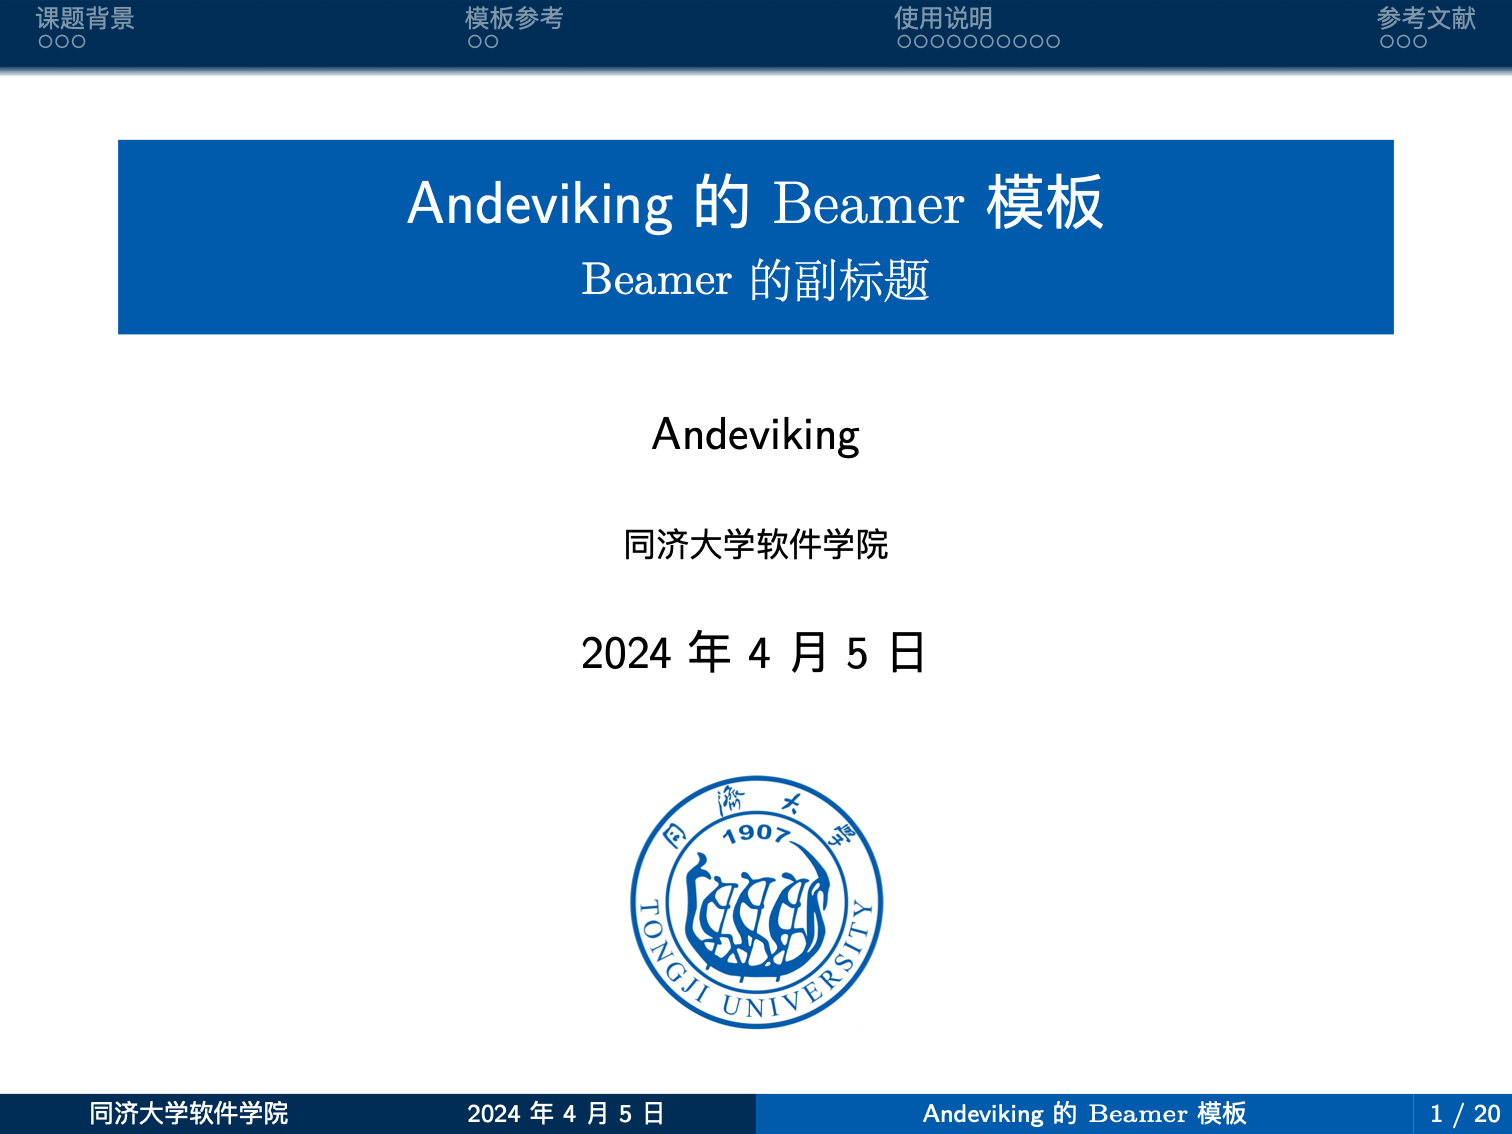 课题背景 模板参考 使用说明 参考文献
Andeviking 的 Beamer 模板
Beamer 的副标题
Andeviking
同济大学软件学院
2024 年 4 月 5 日
同濟大学
1907
TONGJI UNIVERSITY
同济大学软件学院 2024 年 4 月 5 日 Andeviking 的 Beamer 模板 1 / 20